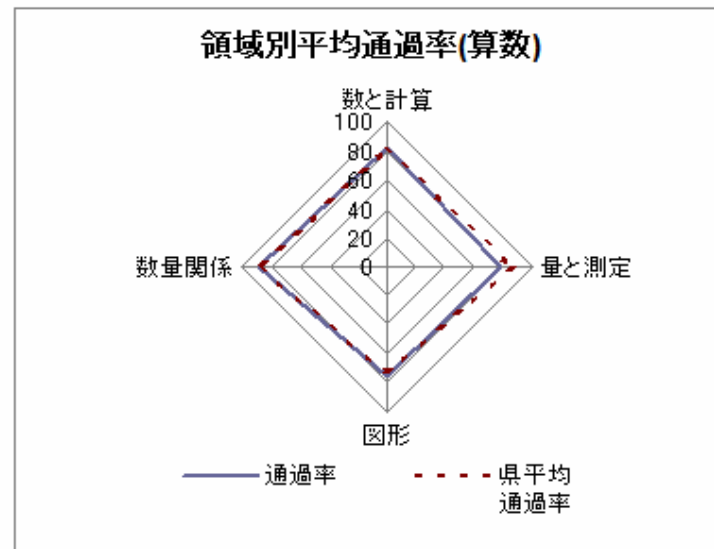 領域別平均通過率(算数)
数と計算
100
80
60
40
20
0
数量関係
量と測定
図形
通過率
県平均
通過率